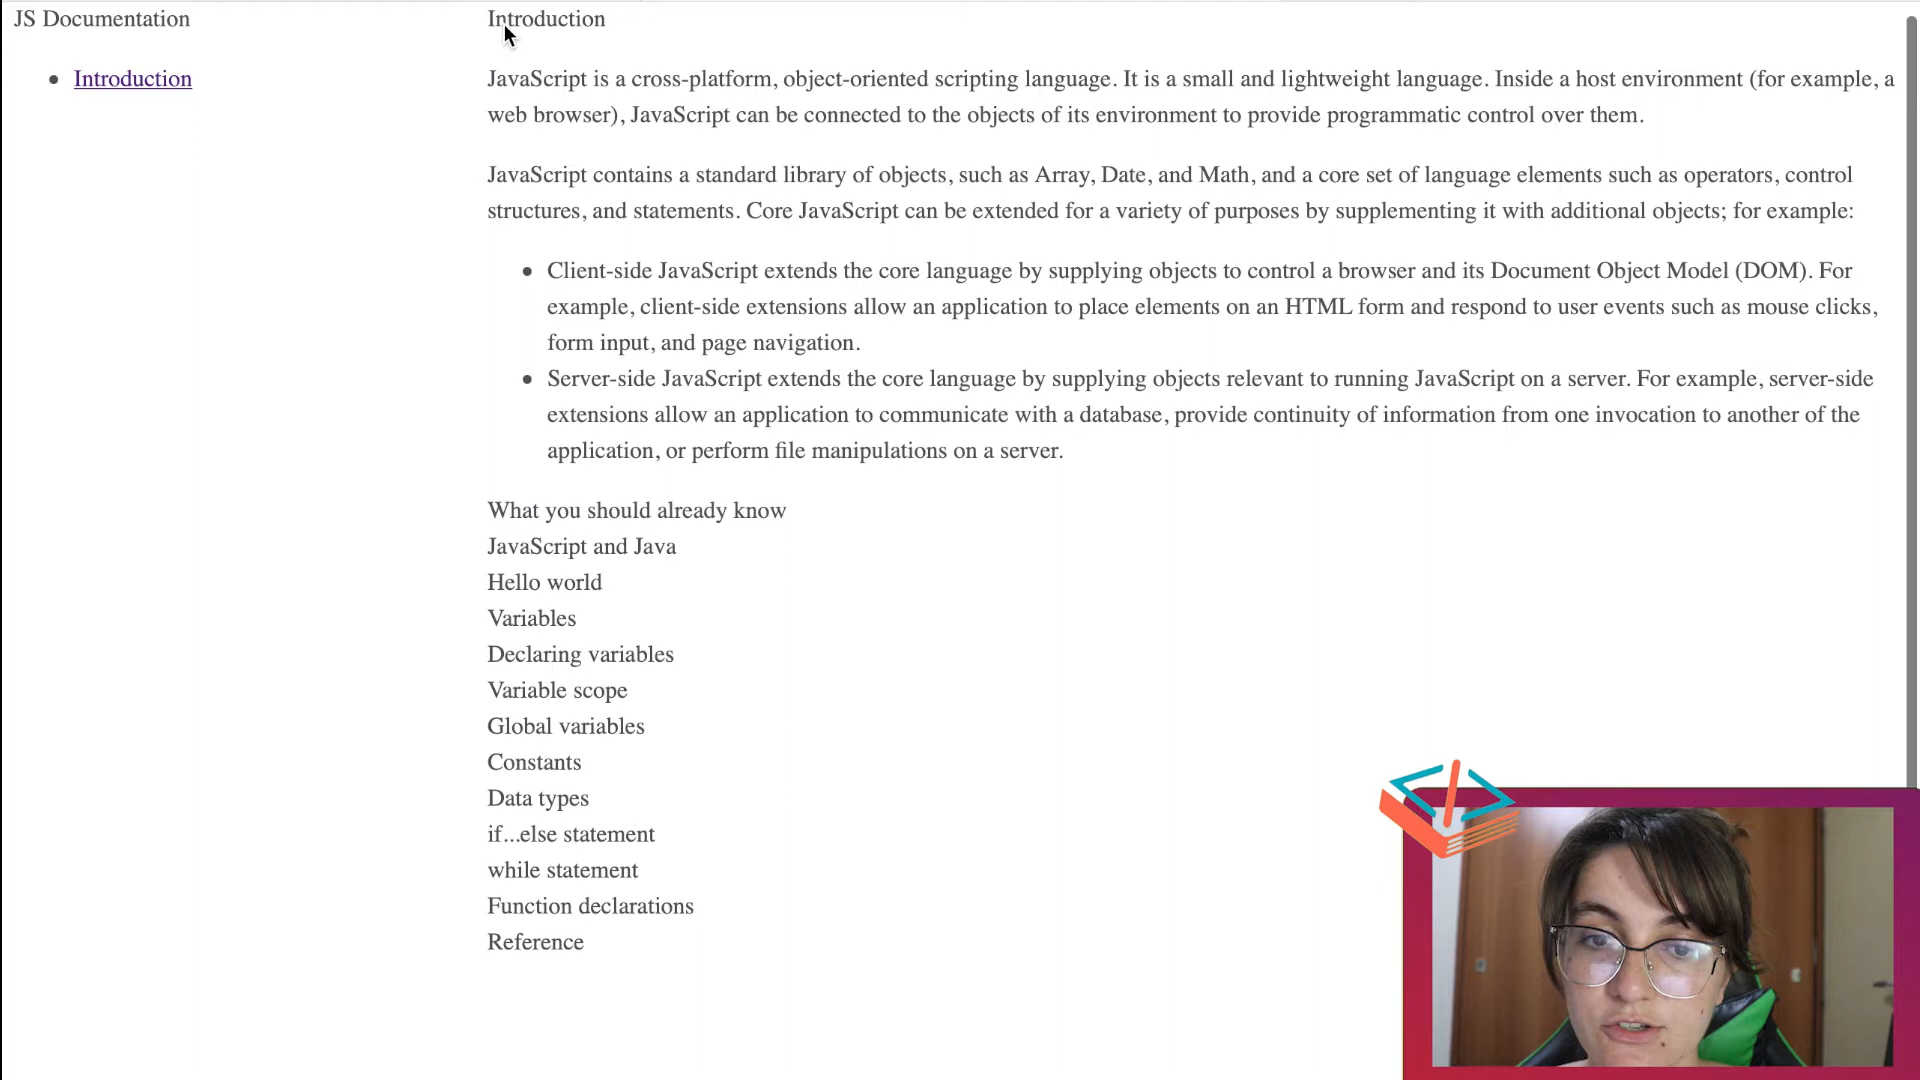 JS Documentation
Introduction
Introduction
JavaScript is a cross-platform, object-oriented scripting language. It is a small and lightweight language. Inside a host environment (for example, a
web browser), JavaScript can be connected to the objects of its environment to provide programmatic control over them.
JavaScript contains a standard library of objects, such as Array, Date, and Math, and a core set of language elements such as operators, control
structures, and statements. Core JavaScript can be extended for a variety of purposes by supplementing it with additional objects; for example:
Client-side JavaScript extends the core language by supplying objects to control a browser and its Document Object Model (DOM). For
example, client-side extensions allow an application to place elements on an HTML form and respond to user events such as mouse clicks,
form input, and page navigation.
Server-side JavaScript extends the core language by supplying objects relevant to running JavaScript on a server. For example, server-side
extensions allow an application to communicate with a database, provide continuity of information from one invocation to another of the
application, or perform file manipulations on a server.
What you should already know
JavaScript and Java
Hello world
Variables
Declaring variables
Variable scope
Global variables
Constants
Data types
if...else statement
while statement
Function declarations
Reference